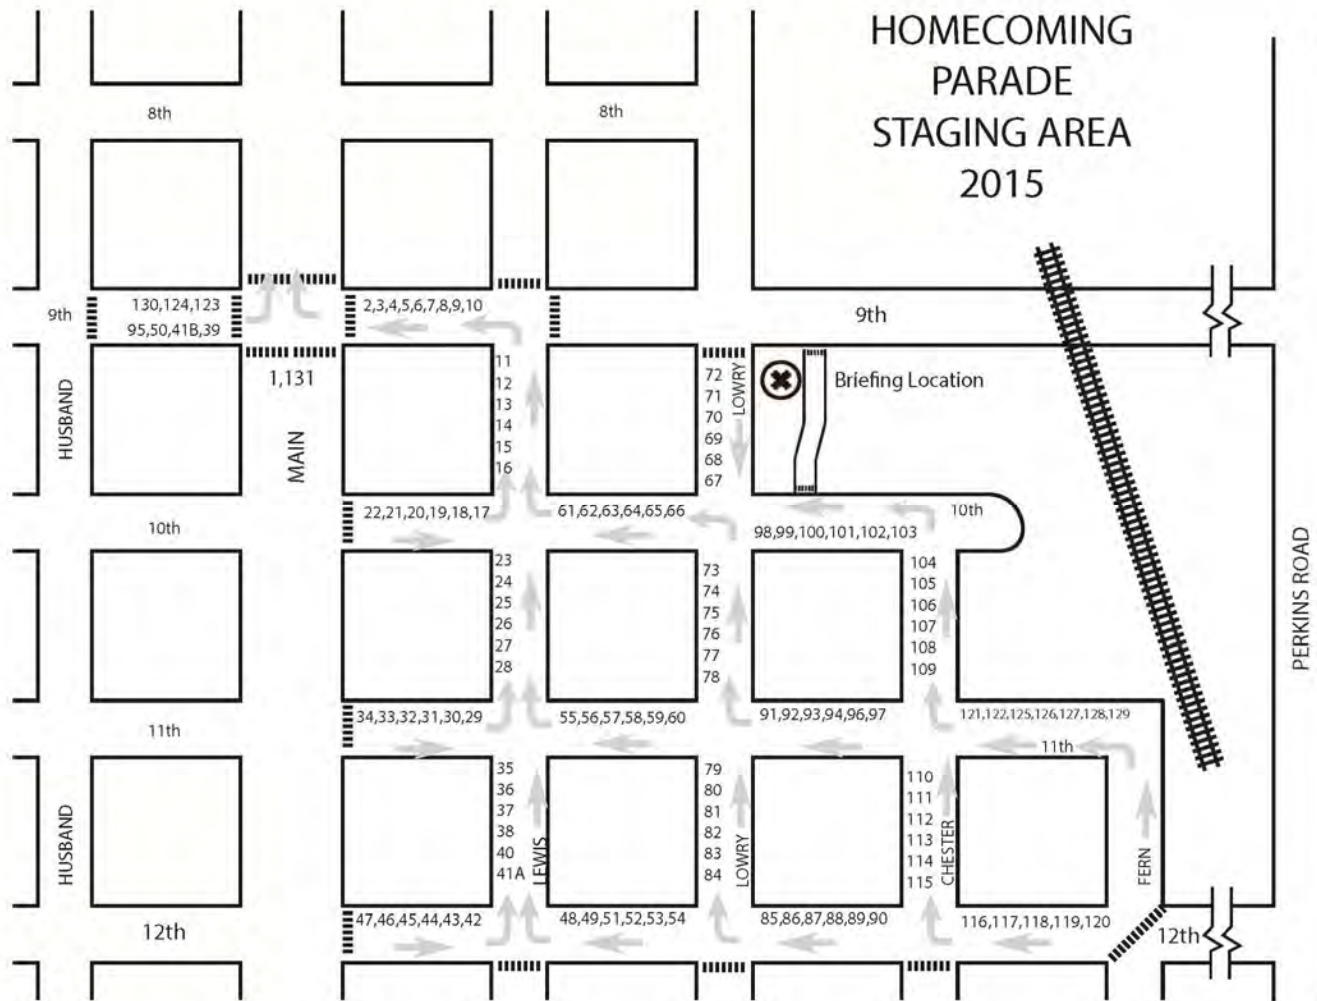 HOMECOMING
PARADE
STAGING AREA
2015
8th
8th
9th
130,124,123
95,50,41B,39
2,3,4,5,6,7,8,9,10
9th
1,131
HUSBAND
MAIN
11
12
13
14
15
16
72
71
70
69
68
67
LOWRY
Briefing Location
10th
22,21,20,19,18,17
61,62,63,64,65,66
98,99,100,101,102,103
10th
23
24
25
26
27
28
73
74
75
76
77
78
104
105
106
107
108
109
PERKINS ROAD
11th
34,33,32,31,30,29
55,56,57,58,59,60
91,92,93,94,96,97
121,122,125,126,127,128,129
11th
HUSBAND
35
36
37
38
40
41A
LEWIS
79
80
81
82
83
84
LOWRY
110
111
112
113
114
115
CHESTER
FERN
12th
47,46,45,44,43,42
48,49,51,52,53,54
85,86,87,88,89,90
116,117,118,119,120
12th